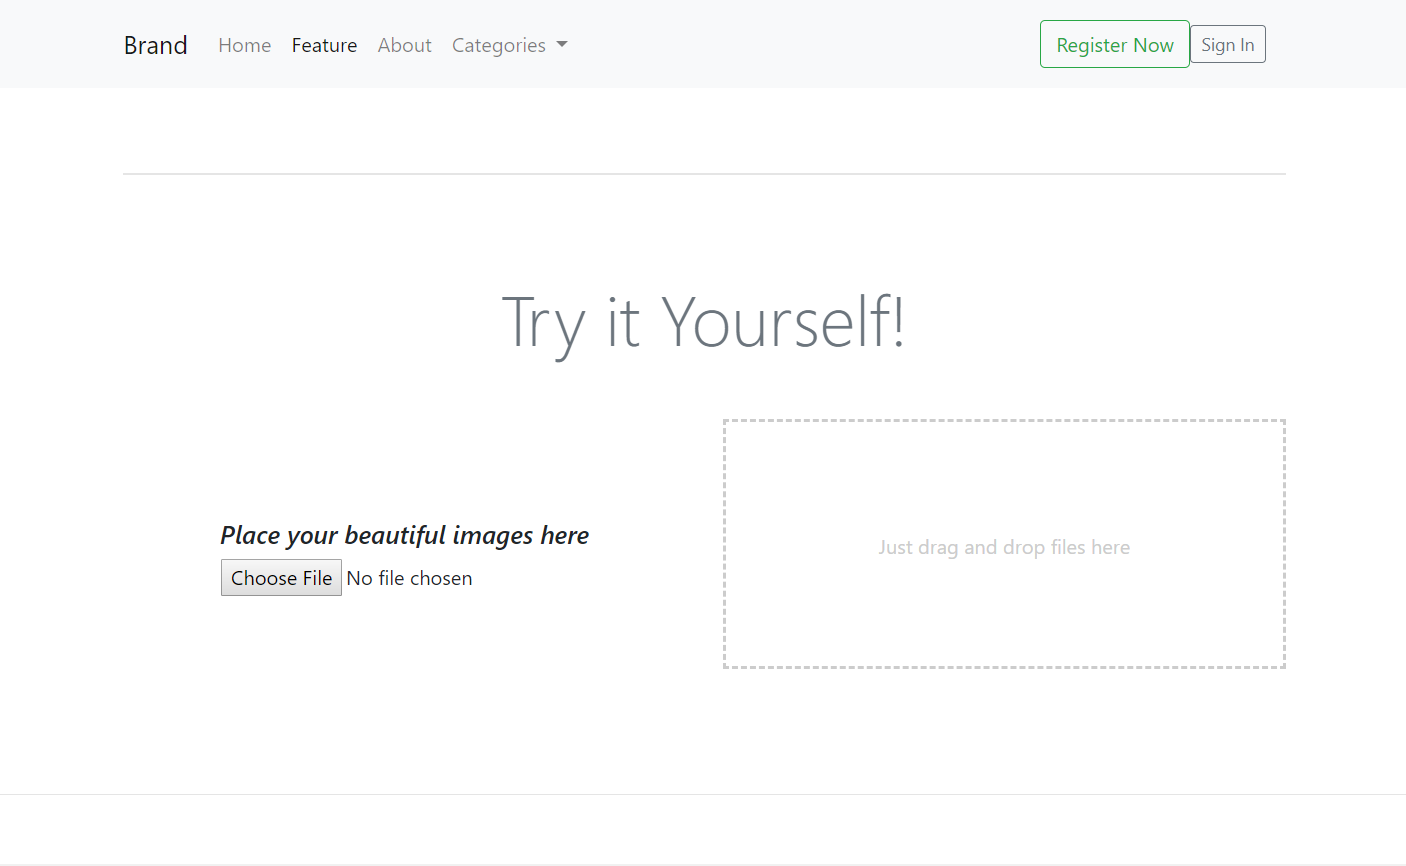 Brand Home Feature About Categories Register Now Sign In
Try it Yourself!
Place your beautiful images here
Choose File No file chosen
Just drag and drop files here